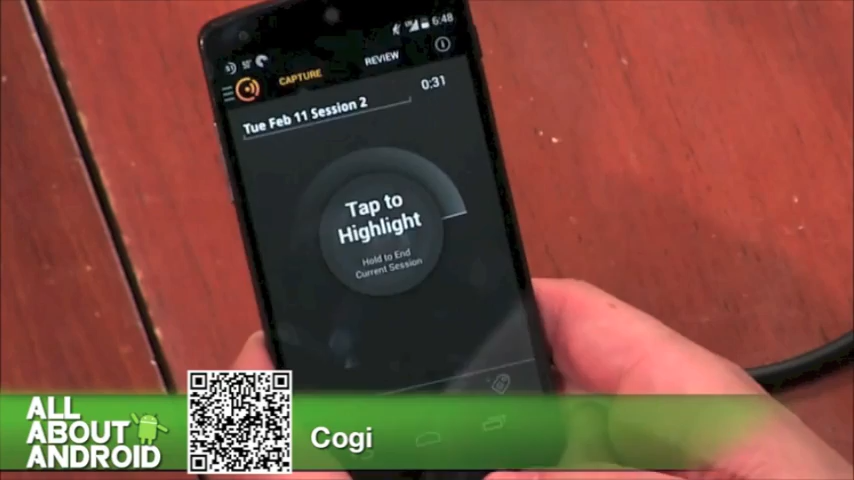 6:48
CAPTURE
REVIEW
Tue Feb 11 Session 2
0:31
Tap to
Highlight
Hold to End
Current Session
ALL
ABOUT
ANDROID
Cogi